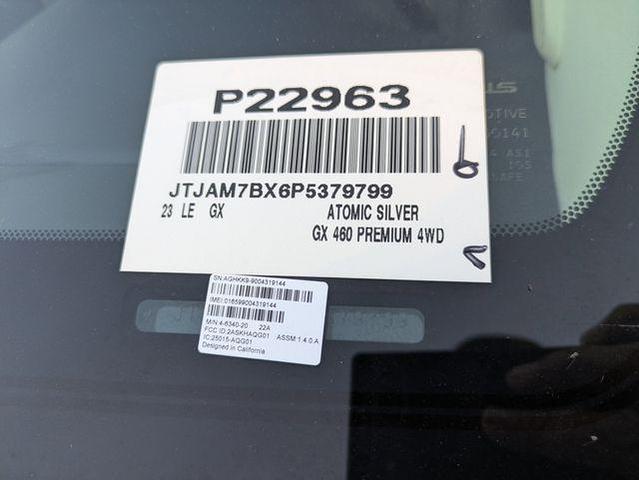 P22963
JTJAM7BX6P5379799
23 LE GX ATOMIC SILVER
GX 460 PREMIUM 4WD
SN:AGHKK9-9004319144
IMEI:016599004319144
M/N:4-6340-20 22A
FCC ID:2ASKHAQG01 ASSM:1.4.0.A
IC:25015-AQG01
Designed in California